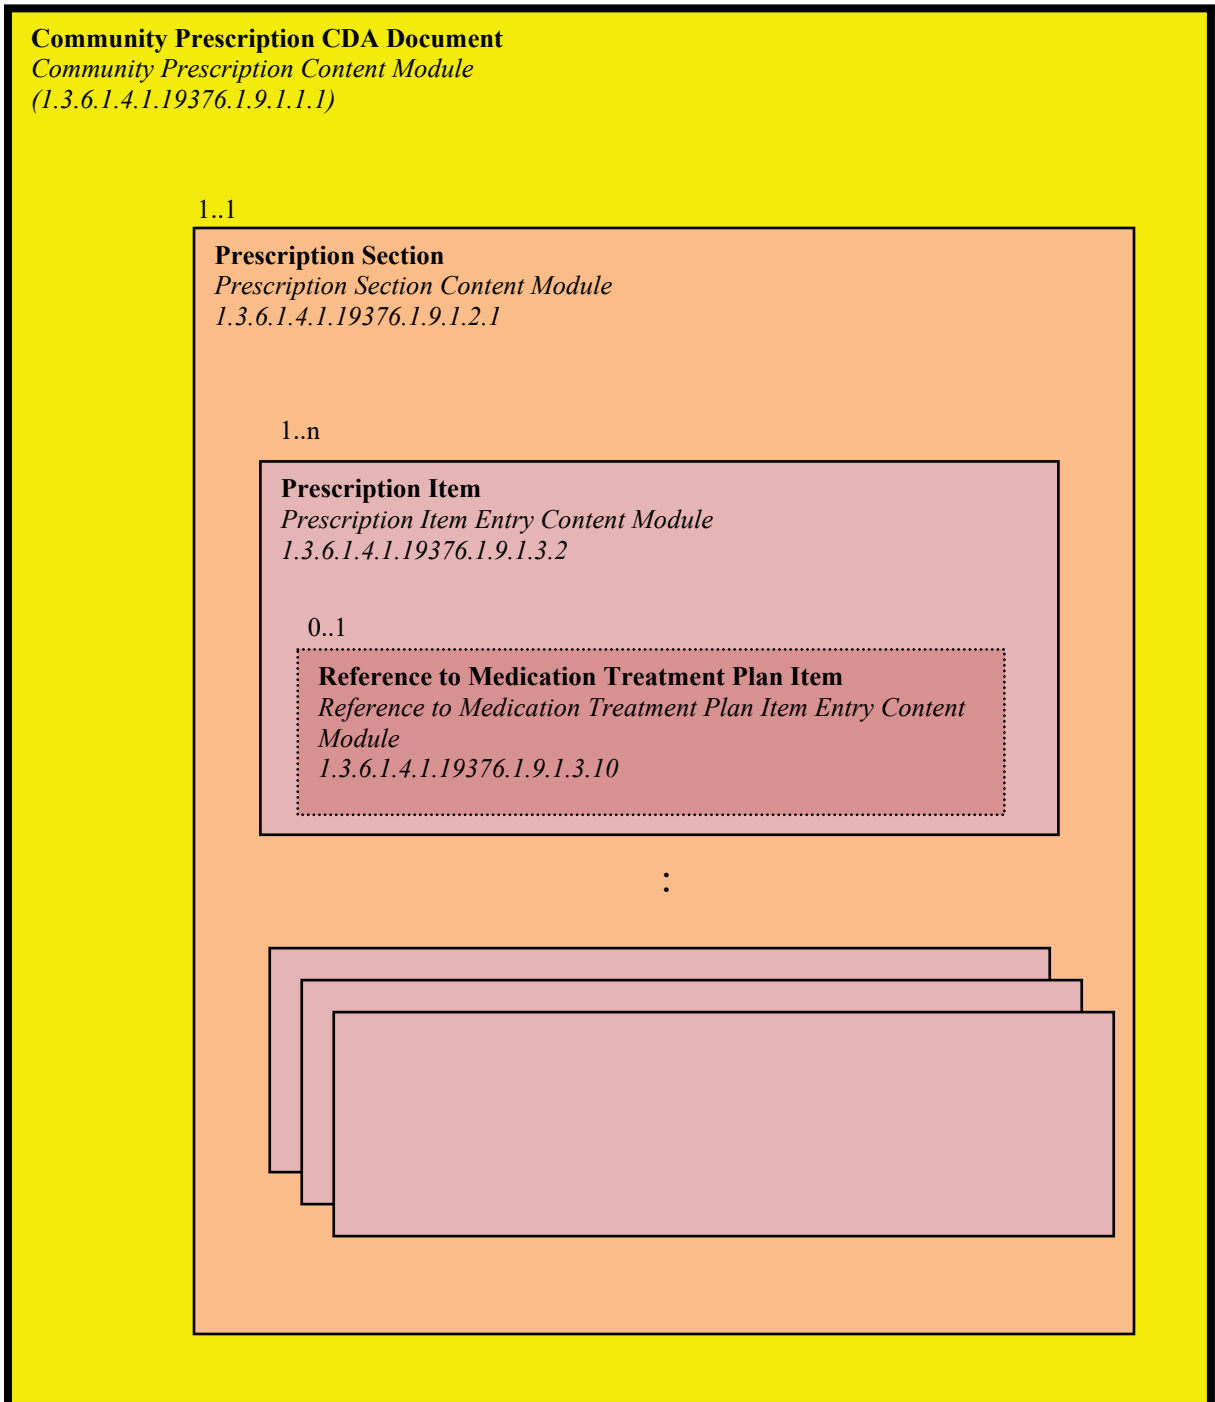 Community Prescription CDA Document
Community Prescription Content Module
(1.3.6.1.4.1.19376.1.9.1.1.1)
1..1
Prescription Section
Prescription Section Content Module
1.3.6.1.4.1.19376.1.9.1.2.1
1..n
Prescription Item
Prescription Item Entry Content Module
1.3.6.1.4.1.19376.1.9.1.3.2
0..1
Reference to Medication Treatment Plan Item
Reference to Medication Treatment Plan Item Entry Content
Module
1.3.6.1.4.1.19376.1.9.1.3.10
: